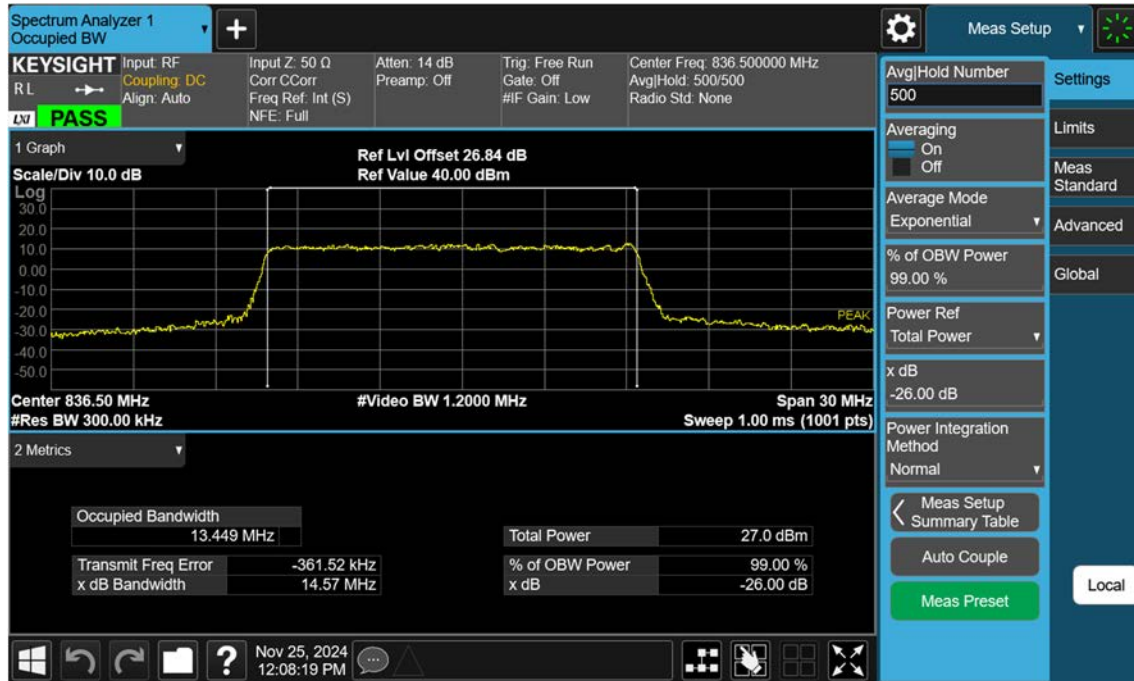 Spectrum Analyzer 1
Occupied BW
+
Meas Setup
KEYSIGHT
R L
LXI PASS
Input: RF
Coupling: DC
Align: Auto
Input Z: 50 Ω
Corr CCorr
Freq Ref: Int (S)
NFE: Full
Atten: 14 dB
Preamp: Off
Trig: Free Run
Gate: Off
#IF Gain: Low
Center Freq: 836.500000 MHz
Avg|Hold: 500/500
Radio Std: None
1 Graph
Scale/Div 10.0 dB
Ref Lvl Offset 26.84 dB
Ref Value 40.00 dBm
Log
30.0
20.0
10.0
0.00
-10.0
-20.0
-30.0
-40.0
-50.0
PEAK
Center 836.50 MHz
#Video BW 1.2000 MHz
Span 30 MHz
#Res BW 300.00 kHz
Sweep 1.00 ms (1001 pts)
2 Metrics
Occupied Bandwidth
13.449 MHz
Total Power 27.0 dBm
Transmit Freq Error -361.52 kHz
% of OBW Power 99.00 %
x dB Bandwidth 14.57 MHz
x dB -26.00 dB
Avg|Hold Number
500
Averaging
On
Off
Average Mode
Exponential
% of OBW Power
99.00 %
Power Ref
Total Power
x dB
-26.00 dB
Power Integration
Method
Normal
Meas Setup
Summary Table
Auto Couple
Meas Preset
Settings
Limits
Meas
Standard
Advanced
Global
Local
?
Nov 25, 2024
12:08:19 PM